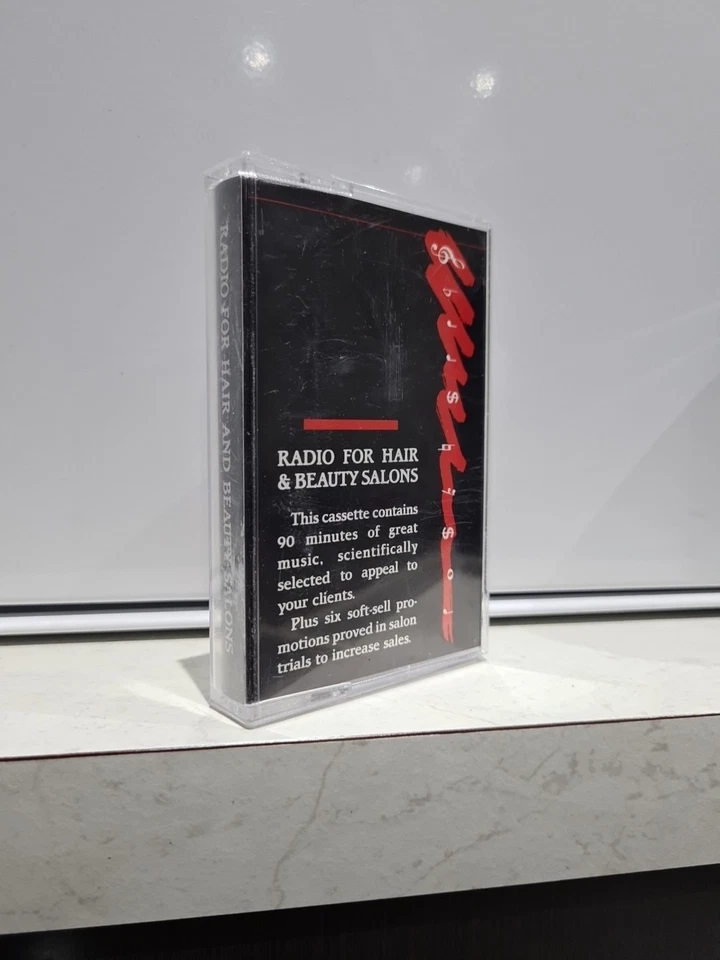 RADIO FOR HAIR AND BEAUTY SALONS
RADIO FOR HAIR
& BEAUTY SALONS
This cassette contains
90 minutes of great
music, scientifically
selected to appeal to
your clients.
Plus six soft-sell pro-
motions proved in salon
trials to increase sales.